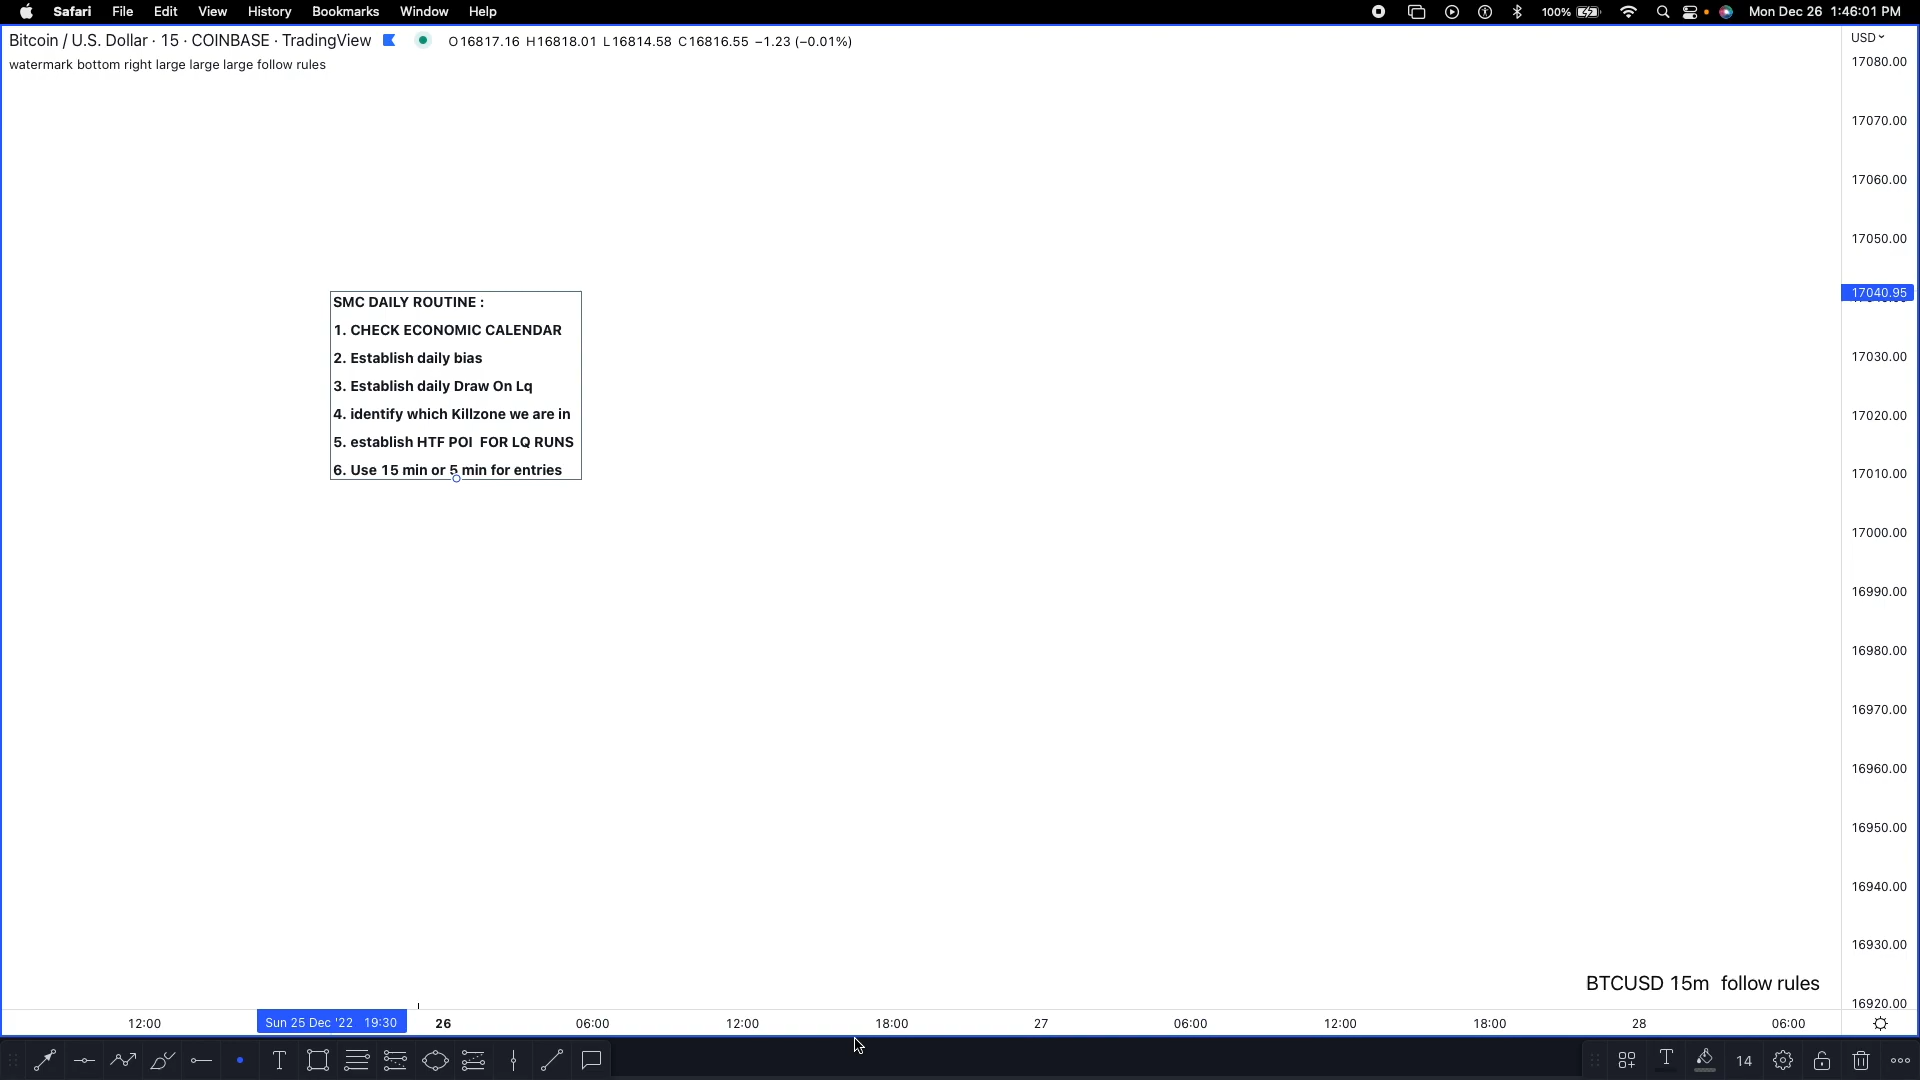 Safari File Edit View History Bookmarks Window Help 100% Mon Dec 26 1:46:01 PM
Bitcoin / U.S. Dollar · 15 · COINBASE · TradingView O16817.16 H16818.01 L16814.58 C16816.55 −1.23 (−0.01%)
USD
watermark bottom right large large large follow rules
17080.00
17070.00
17060.00
17050.00
17040.95
17030.00
17020.00
17010.00
17000.00
16990.00
16980.00
16970.00
16960.00
16950.00
16940.00
16930.00
16920.00
SMC DAILY ROUTINE :
1. CHECK ECONOMIC CALENDAR
2. Establish daily bias
3. Establish daily Draw On Lq
4. identify which Killzone we are in
5. establish HTF POI FOR LQ RUNS
6. Use 15 min or 5 min for entries
BTCUSD 15m follow rules
12:00 Sun 25 Dec '22 19:30 26 06:00 12:00 18:00 27 06:00 12:00 18:00 28 06:00
T T 14